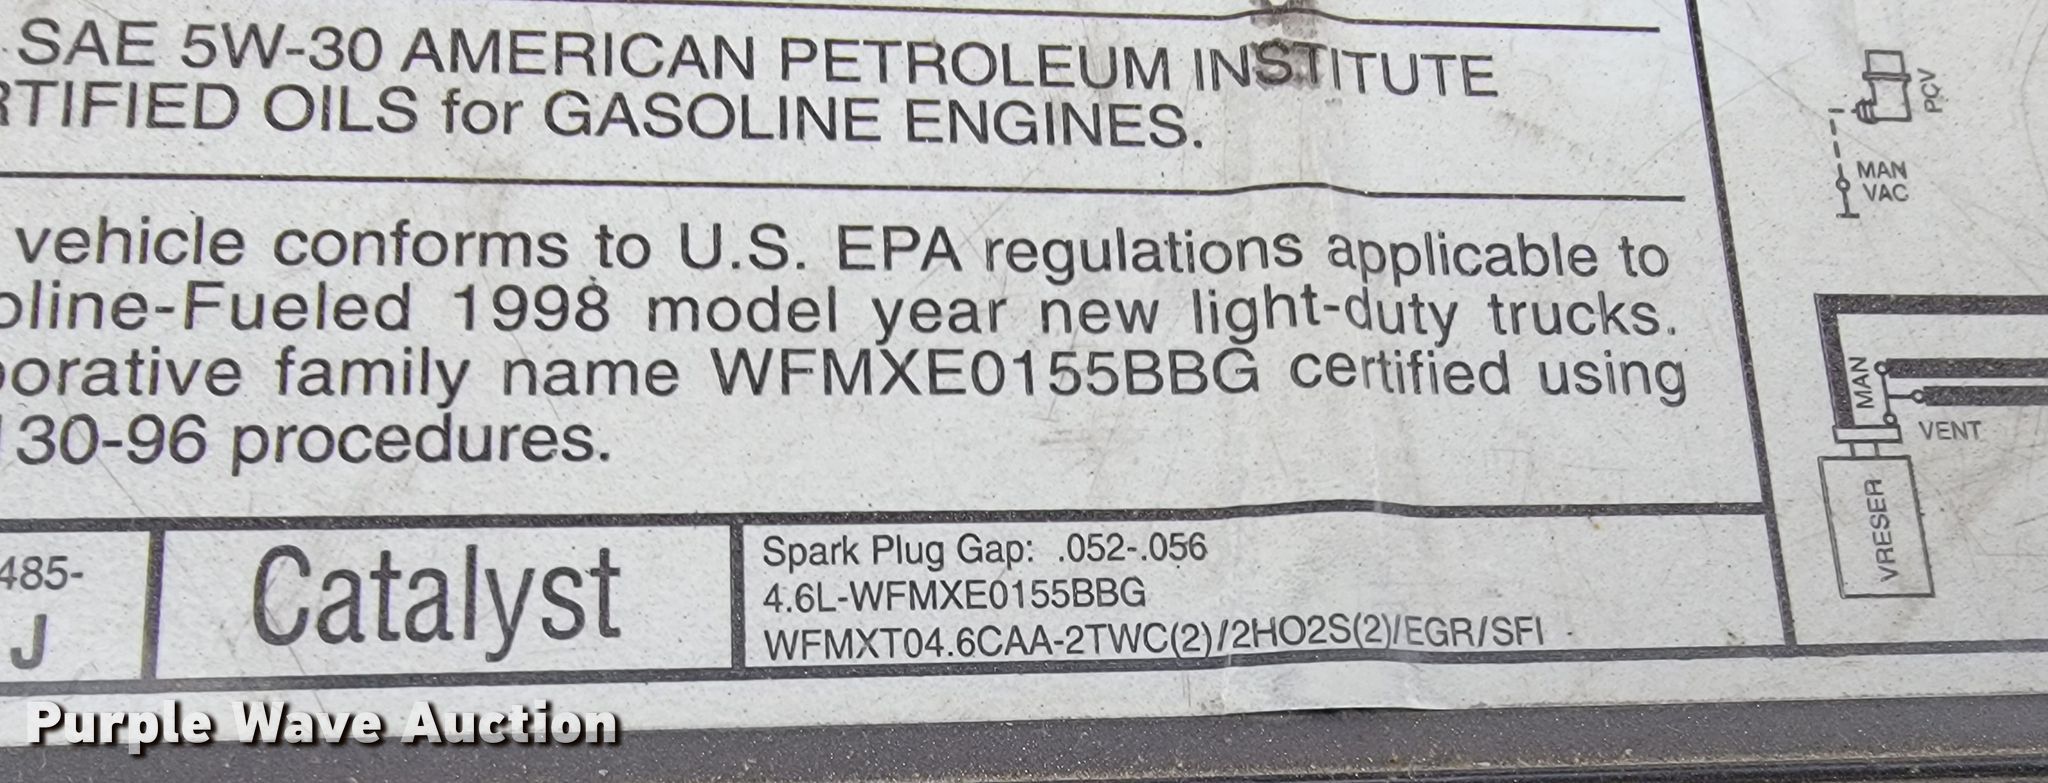 SAE 5W-30 AMERICAN PETROLEUM INSTITUTE
RTIFIED OILS for GASOLINE ENGINES.
vehicle conforms to U.S. EPA regulations applicable to
oline-Fueled 1998 model year new light-duty trucks.
orative family name WFMXE0155BBG certified using
130-96 procedures.
485-
J
Catalyst
Spark Plug Gap: .052-.056
4.6L-WFMXE0155BBG
WFMXT04.6CAA-2TWC(2)/2HO2S(2)/EGR/SFI
PCV
MAN
VAC
MAN
VENT
VRESER
Purple Wave Auction